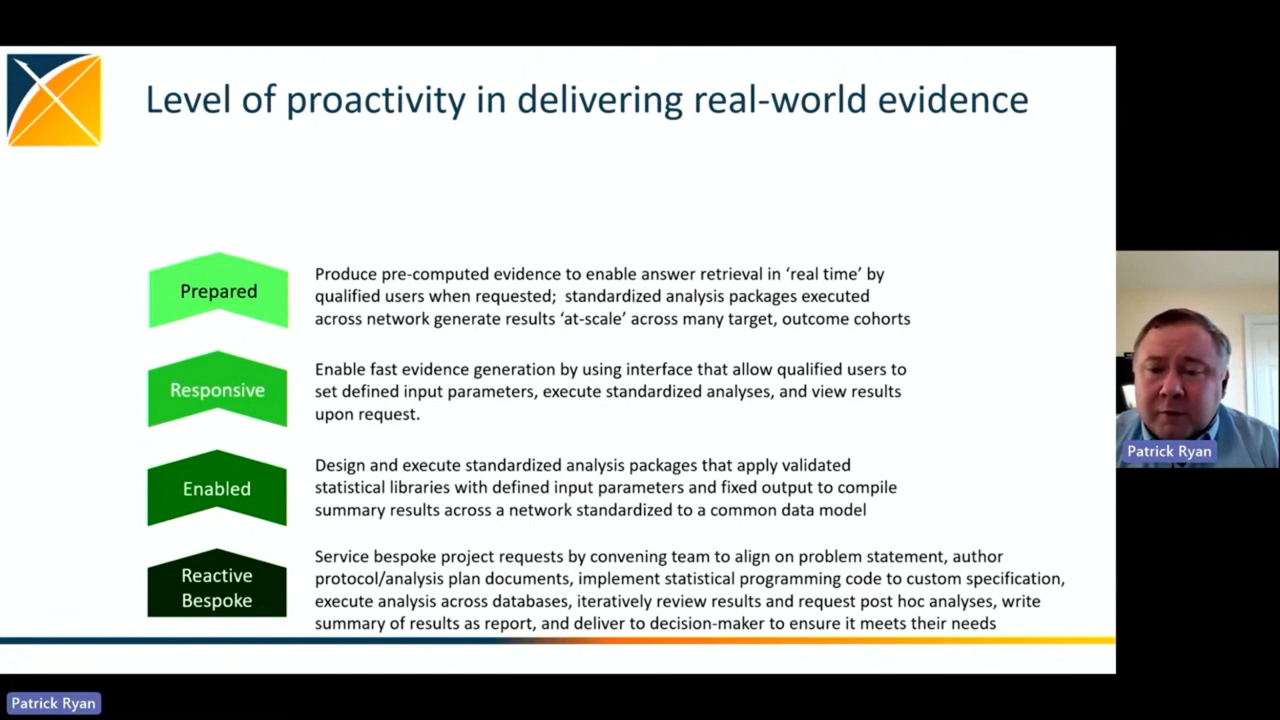 Level of proactivity in delivering real-world evidence
Prepared
Produce pre-computed evidence to enable answer retrieval in ‘real time’ by
qualified users when requested;  standardized analysis packages executed
across network generate results ‘at-scale’ across many target, outcome cohorts
Responsive
Enable fast evidence generation by using interface that allow qualified users to
set defined input parameters, execute standardized analyses, and view results
upon request.
Enabled
Design and execute standardized analysis packages that apply validated
statistical libraries with defined input parameters and fixed output to compile
summary results across a network standardized to a common data model
Reactive
Bespoke
Service bespoke project requests by convening team to align on problem statement, author
protocol/analysis plan documents, implement statistical programming code to custom specification,
execute analysis across databases, iteratively review results and request post hoc analyses, write
summary of results as report, and deliver to decision-maker to ensure it meets their needs
Patrick Ryan
Patrick Ryan